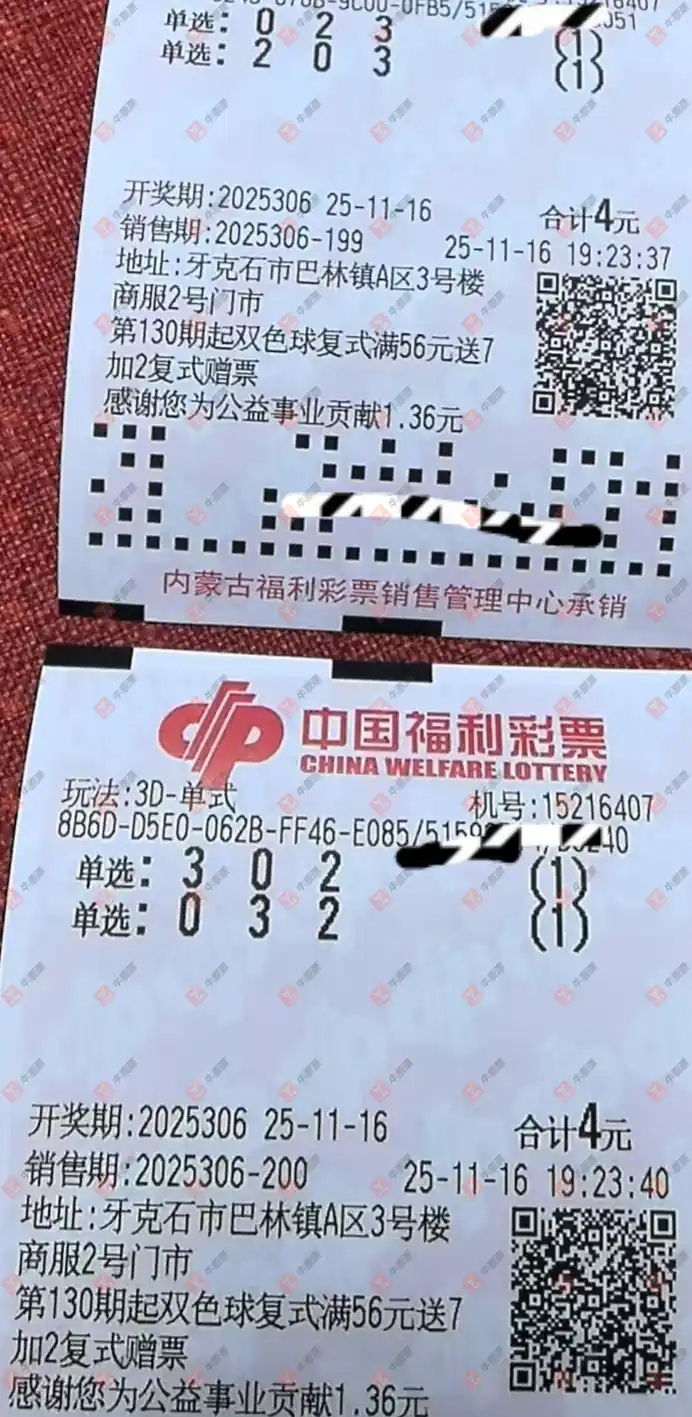 单选: 0 2 3 (1)
单选: 2 0 3 (1)
开奖期:2025306 25-11-16 合计4元
销售期:2025306-199 25-11-16 19:23:37
地址:牙克石市巴林镇A区3号楼
商服2号门市
第130期起双色球复式满56元送7
加2复式赠票
感谢您为公益事业贡献1.36元
内蒙古福利彩票销售管理中心承销
中国福利彩票
CHINA WELFARE LOTTERY
玩法:3D-单式 机号:15216407
8B6D-D5E0-062B-FF46-E085/5159
单选: 3 0 2 (1)
单选: 0 3 2 (1)
开奖期:2025306 25-11-16 合计4元
销售期:2025306-200 25-11-16 19:23:40
地址:牙克石市巴林镇A区3号楼
商服2号门市
第130期起双色球复式满56元送7
加2复式赠票
感谢您为公益事业贡献1.36元